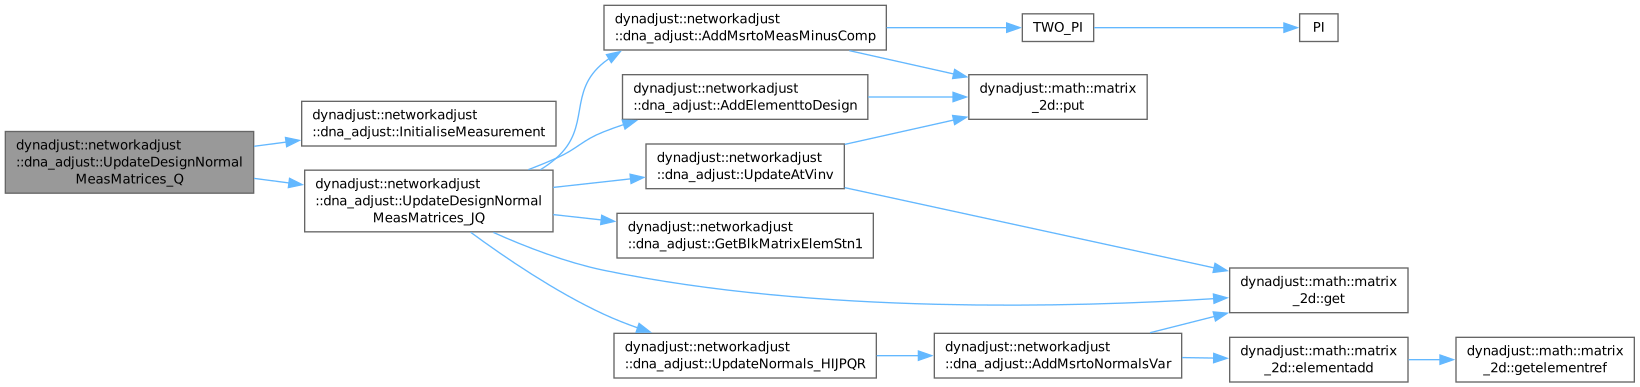 dynadjust::networkadjust
::dna_adjust::UpdateDesignNormal
MeasMatrices_Q
dynadjust::networkadjust
::dna_adjust::InitialiseMeasurement
dynadjust::networkadjust
::dna_adjust::UpdateDesignNormal
MeasMatrices_JQ
dynadjust::networkadjust
::dna_adjust::AddMsrtoMeasMinusComp
dynadjust::networkadjust
::dna_adjust::AddElementtoDesign
dynadjust::networkadjust
::dna_adjust::UpdateAtVinv
dynadjust::networkadjust
::dna_adjust::GetBlkMatrixElemStn1
dynadjust::networkadjust
::dna_adjust::UpdateNormals_HIJPQR
TWO_PI
dynadjust::math::matrix
_2d::put
dynadjust::networkadjust
::dna_adjust::AddMsrtoNormalsVar
PI
dynadjust::math::matrix
_2d::get
dynadjust::math::matrix
_2d::elementadd
dynadjust::math::matrix
_2d::getelementref